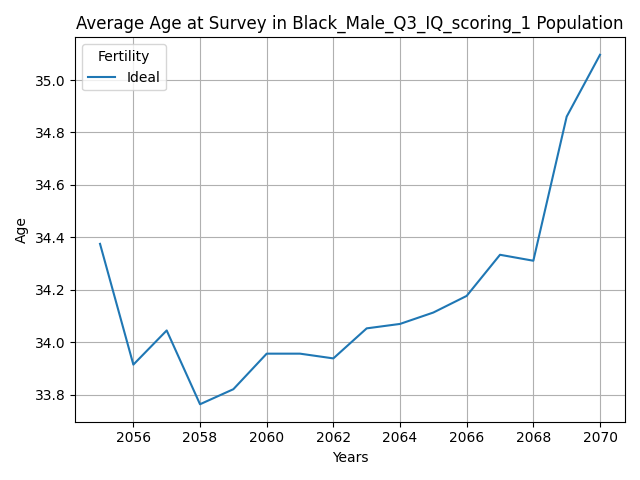 Average Age at Survey in Black_Male_Q3_IQ_scoring_1 Population
Fertility
Ideal
35.0
34.8
34.6
34.4
34.2
34.0
33.8
Age
2056 2058 2060 2062 2064 2066 2068 2070
Years